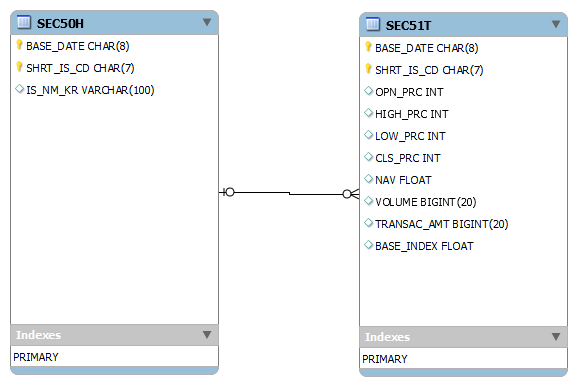 SEC50H
BASE_DATE CHAR(8)
SHRT_IS_CD CHAR(7)
IS_NM_KR VARCHAR(100)
Indexes
PRIMARY
SEC51T
BASE_DATE CHAR(8)
SHRT_IS_CD CHAR(7)
OPN_PRC INT
HIGH_PRC INT
LOW_PRC INT
CLS_PRC INT
NAV FLOAT
VOLUME BIGINT(20)
TRANSAC_AMT BIGINT(20)
BASE_INDEX FLOAT
Indexes
PRIMARY